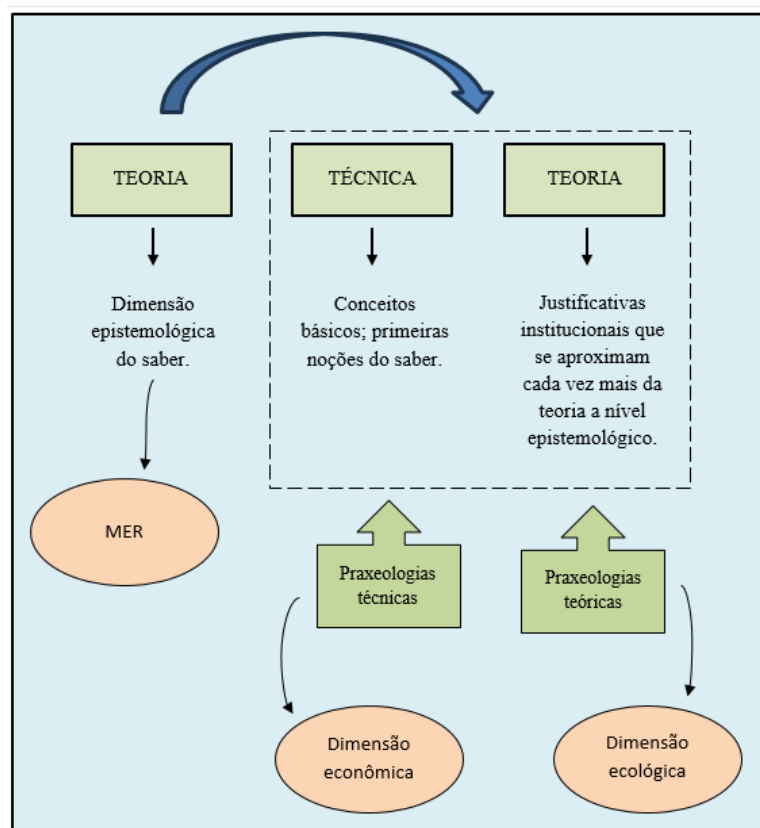 TEORIA
TÉCNICA
TEORIA
Dimensão
epistemológica
do saber.
Conceitos
básicos; primeiras
noções do saber.
Justificativas
institucionais que
se aproximam
cada vez mais da
teoria a nível
epistemológico.
MER
Praxeologias
técnicas
Praxeologias
teóricas
Dimensão
econômica
Dimensão
ecológica